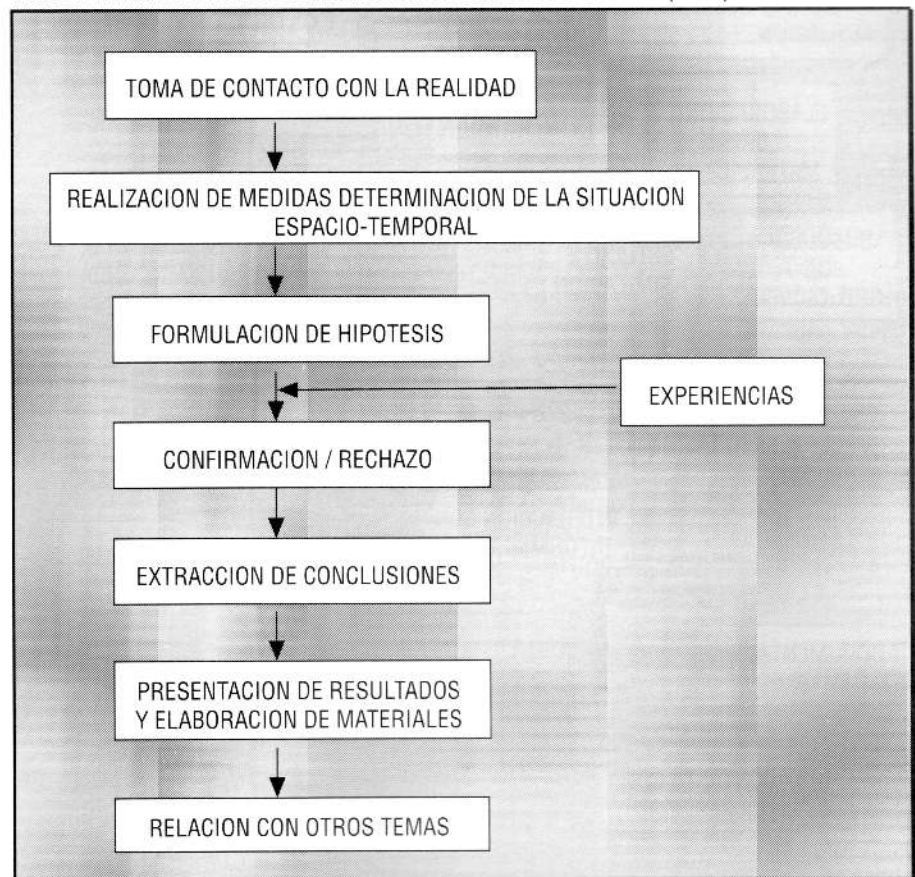 TOMA DE CONTACTO CON LA REALIDAD
REALIZACION DE MEDIDAS DETERMINACION DE LA SITUACION
ESPACIO-TEMPORAL
FORMULACION DE HIPOTESIS
EXPERIENCIAS
CONFIRMACION / RECHAZO
EXTRACCION DE CONCLUSIONES
PRESENTACION DE RESULTADOS
Y ELABORACION DE MATERIALES
RELACION CON OTROS TEMAS